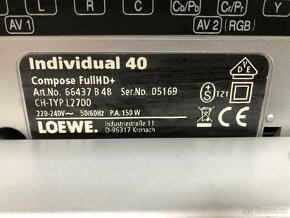 L R C Cb/Pb Cr/Pr Y
AV 1 AV 2 (RGB)
Individual 40
Compose FullHD+
Art.No. 66437 B 48 Ser.No. 05169
CH-TYP L2700
220-240V~ 50/60Hz P.A. 150 W
LOEWE.
Industriestraße 11
D-96317 Kronach
D V E
S TZ1